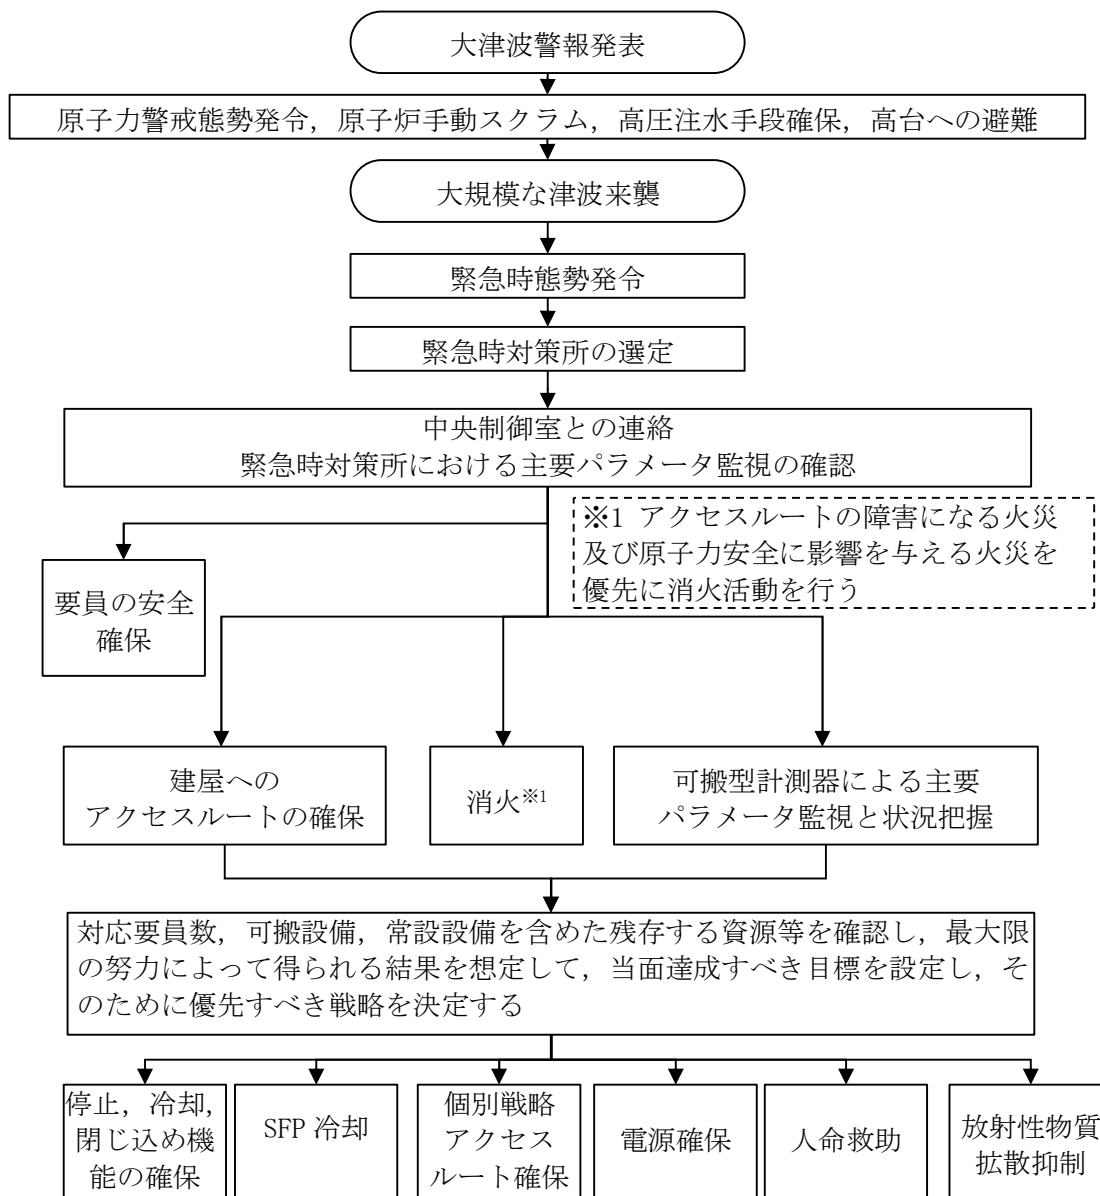 大津波警報発表
原子力警戒態勢発令，原子炉手動スクラム，高圧注水手段確保，高台への避難
大規模な津波来襲
緊急時態勢発令
緊急時対策所の選定
中央制御室との連絡
緊急時対策所における主要パラメータ監視の確認
※1 アクセスルートの障害になる火災
及び原子力安全に影響を与える火災を
優先に消火活動を行う
要員の安全
確保
建屋への
アクセスルートの確保
消火※1
可搬型計測器による主要
パラメータ監視と状況把握
対応要員数，可搬設備，常設設備を含めた残存する資源等を確認し，最大限
の努力によって得られる結果を想定して，当面達成すべき目標を設定し，そ
のために優先すべき戦略を決定する
停止，冷却，
閉じ込め機
能の確保
SFP 冷却
個別戦略
アクセス
ルート確保
電源確保
人命救助
放射性物質
拡散抑制